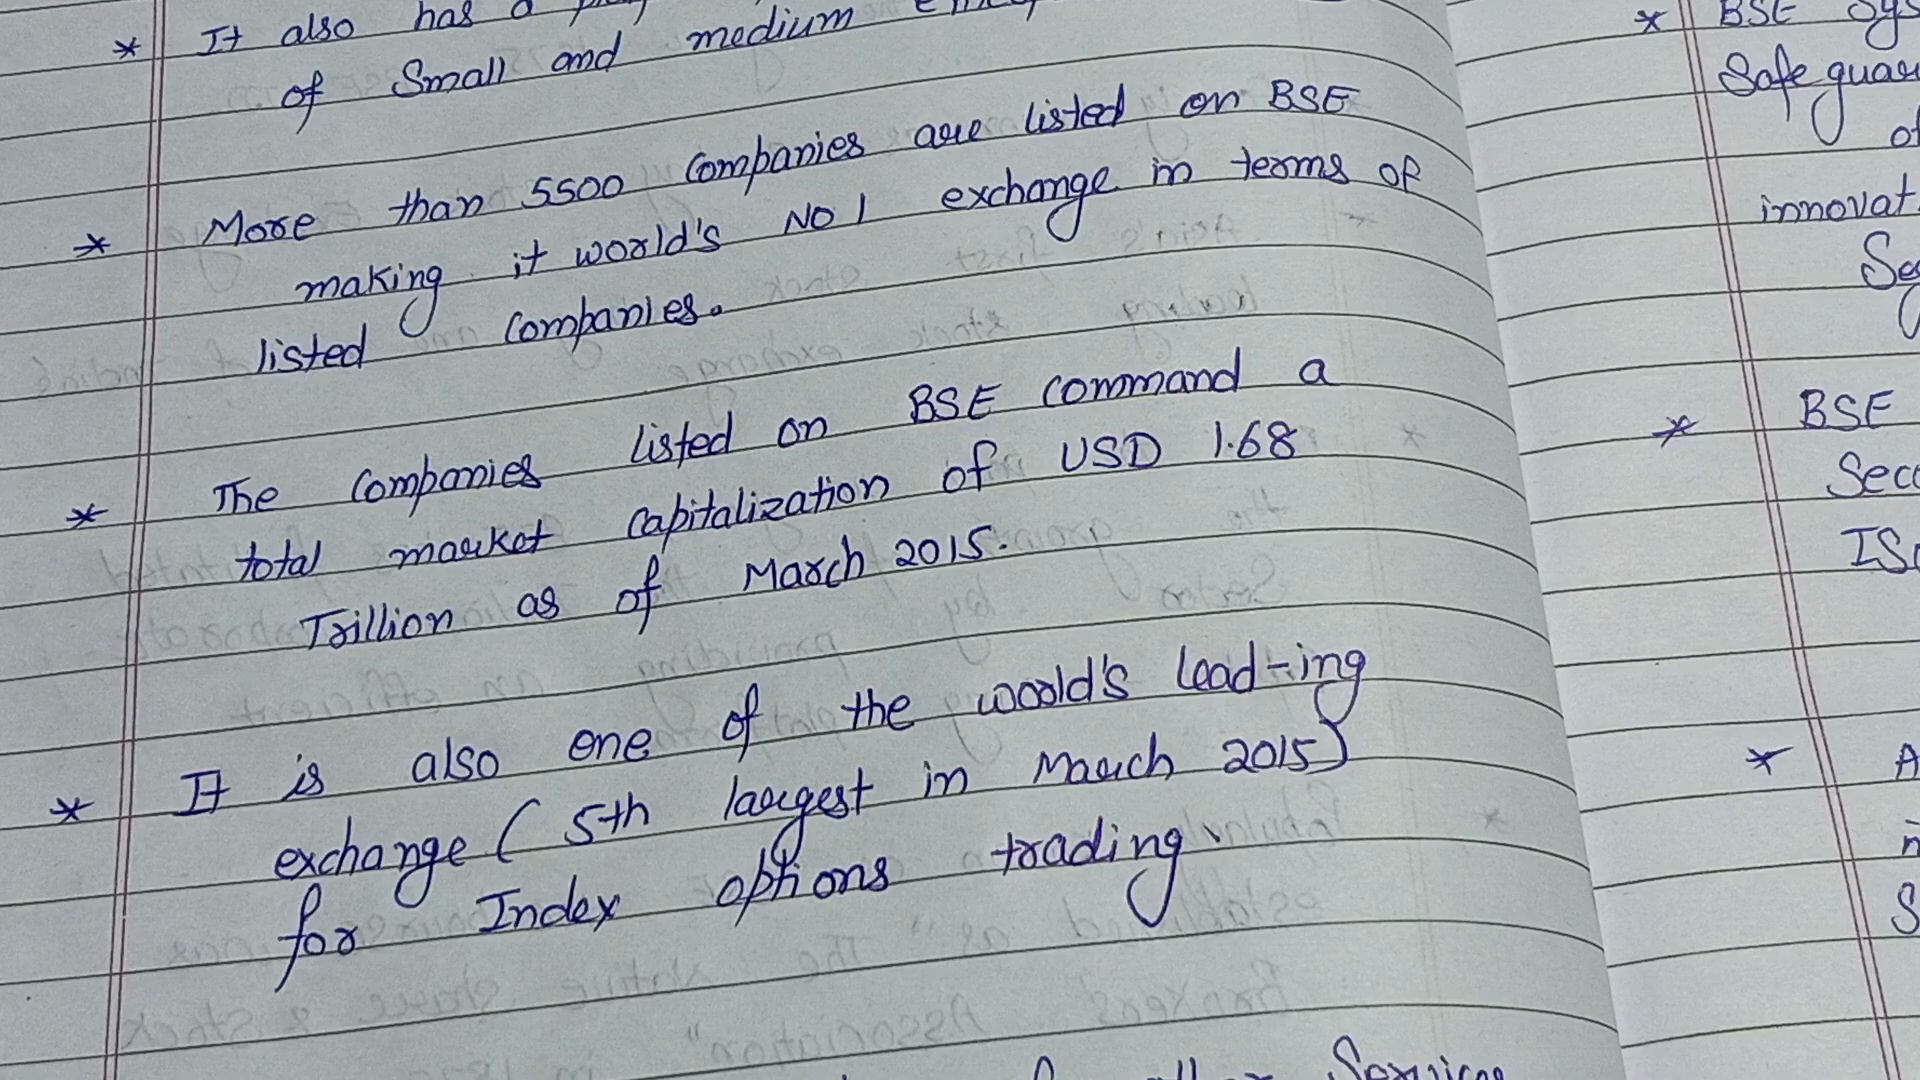 * It also has a
of Small and medium
* More than 5500 Companies are listed on BSE
making it world's NO 1 exchange in terms of
listed Companies.
* The Companies listed on BSE Command a
total market Capitalization of USD 1.68
Trillion as of March 2015.
* It is also one of the world's lead-ing
exchange ( 5th largest in March 2015)
for Index options trading.
* BSE
Safe guar
of
innovat
* BSE
Sec
IS
* A